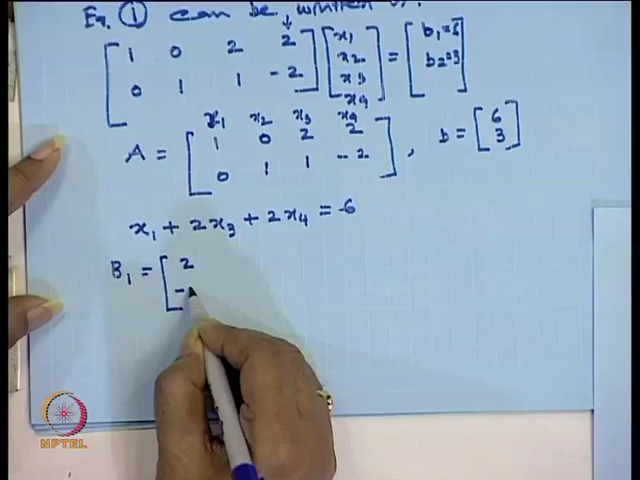 Eq. ① can be written as.
[ 1 0 2 2 ] [ x1 ] = [ b1=6 ]
[ 0 1 1 -2 ] [ x2 ] [ b2=3 ]
x3
x4
x1 x2 x3 x4
A = [ 1 0 2 2 ] , b = [ 6 ]
[ 0 1 1 -2 ] [ 3 ]
x1 + 2x3 + 2x4 = 6
B1 = [ 2
-
NPTEL